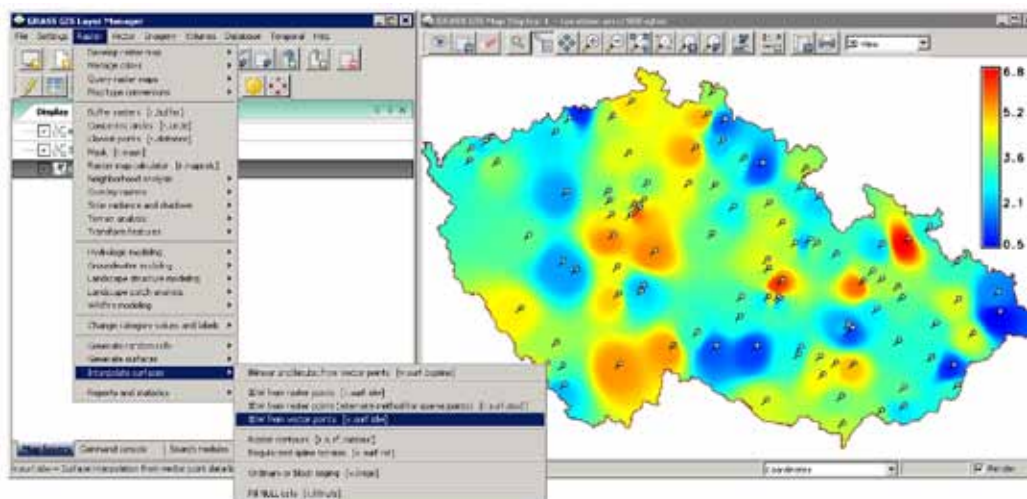 GRASS GIS Layer Manager
File Settings Raster Vector Imagery Volumes Database Temporal Help
Develop raster map
Manage colors
Query raster maps
Map type conversions
Buffer rasters [r.buffer]
Concentric circles [r.circle]
Closest points [r.distance]
Mask [r.mask]
Raster map calculator [r.mapcalc]
Neighborhood analysis
Overlay rasters
Solar radiance and shadows
Terrain analysis
Transform features
Hydrologic modeling
Groundwater modeling
Landscape structure modeling
Landscape patch analysis
Wildfire modeling
Change category values and labels
Generate random cells
Generate surfaces
Interpolate surfaces
Reports and statistics
Bilinear or bicubic from vector points [v.surf.bspline]
IDW from raster points [r.surf.idw]
IDW from raster points (alternate method for sparse points) [r.surf.idw2]
IDW from vector points [v.surf.idw]
Raster contours [r.surf.contour]
Regularized spline tension [v.surf.rst]
Ordinary or block kriging [v.krige]
Fill NULL cells [r.fillnulls]
Display
Map layers Command console Search modules
v.surf.idw - Surface interpolation from vector point data b
GRASS GIS Map Display: 1 - Location:
2D View
6.8
5.2
3.6
2.1
0.5
Coordinates
Render